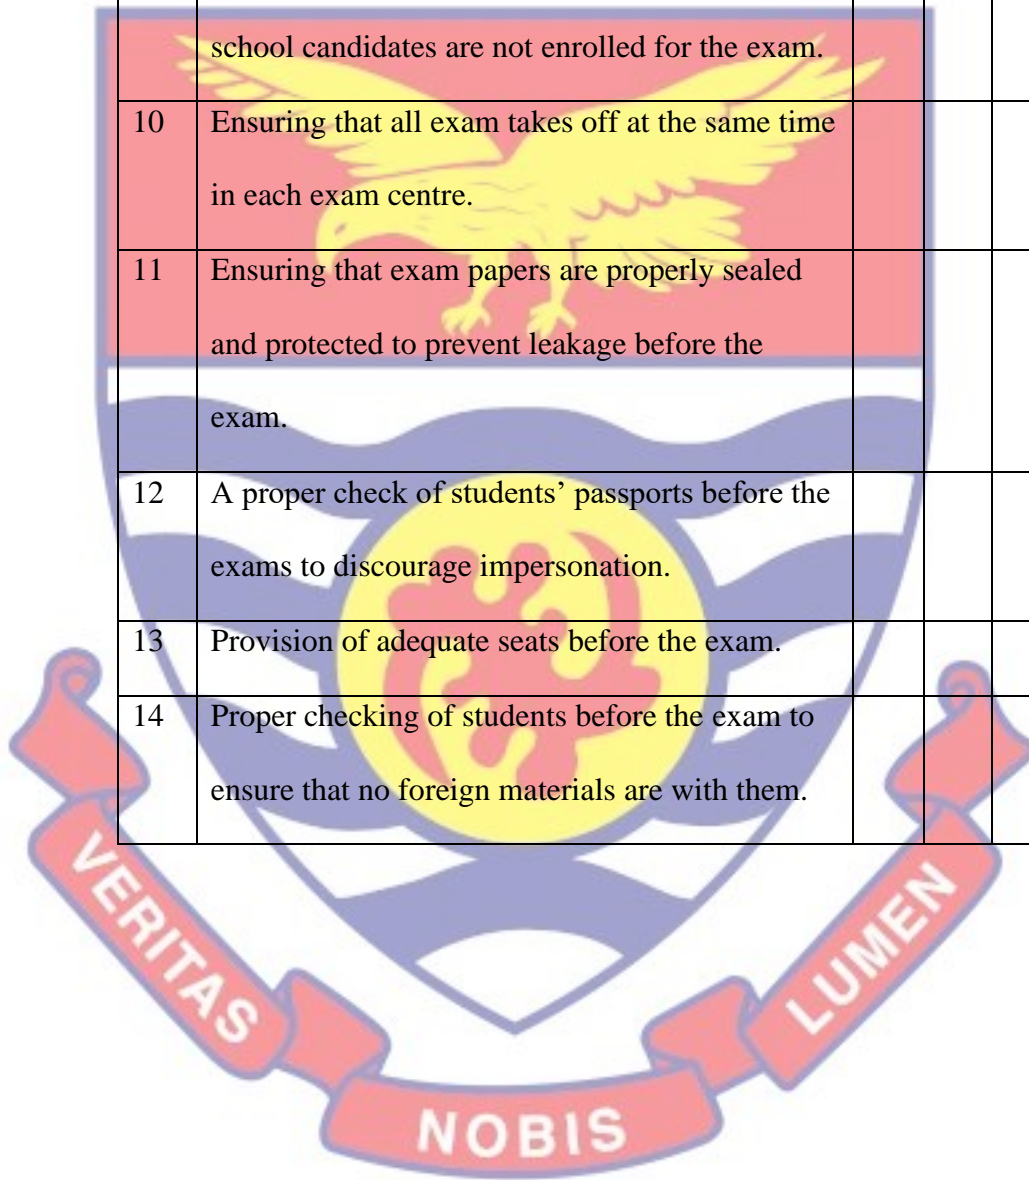 school candidates are not enrolled for the exam.
10 Ensuring that all exam takes off at the same time
in each exam centre.
11 Ensuring that exam papers are properly sealed
and protected to prevent leakage before the
exam.
12 A proper check of students’ passports before the
exams to discourage impersonation.
13 Provision of adequate seats before the exam.
14 Proper checking of students before the exam to
ensure that no foreign materials are with them.
VERITAS
NOBIS
LUMEN